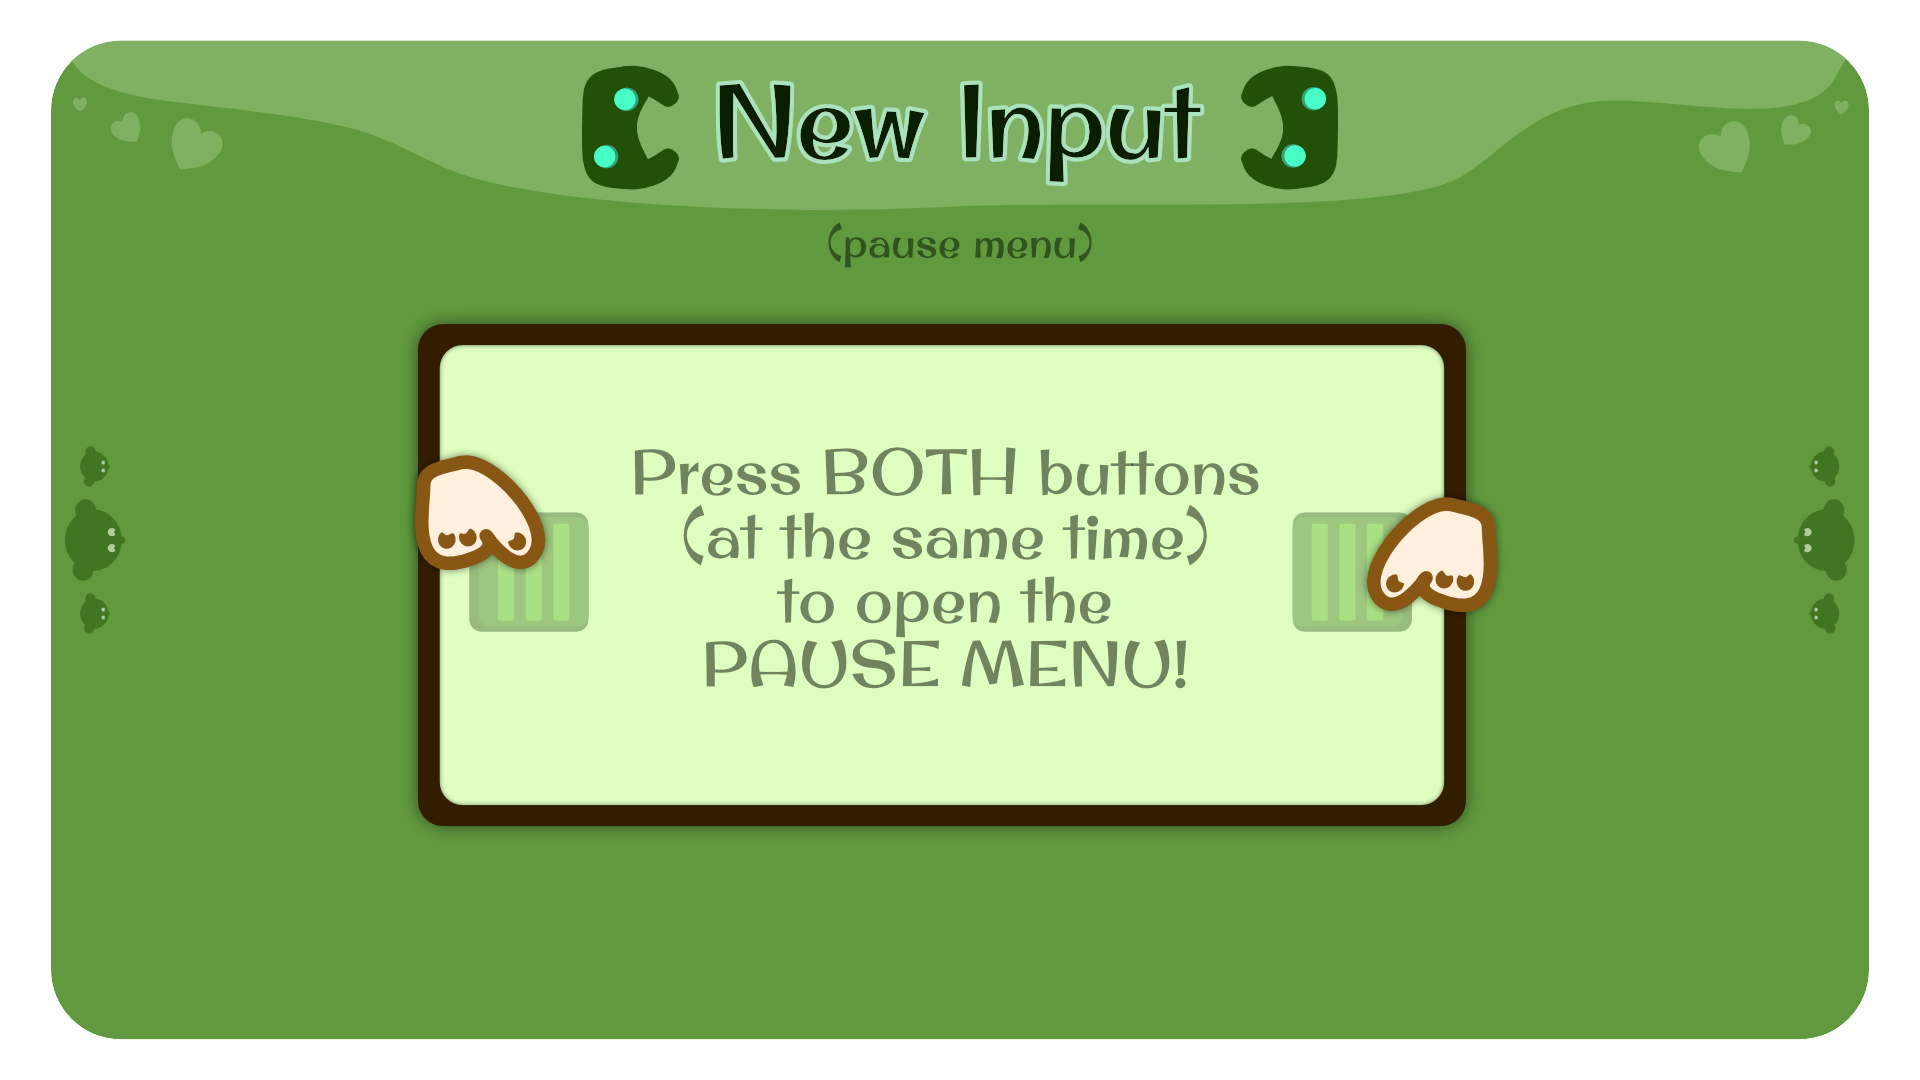 New Input
(pause menu)
Press BOTH buttons
(at the same time)
to open the
PAUSE MENU!